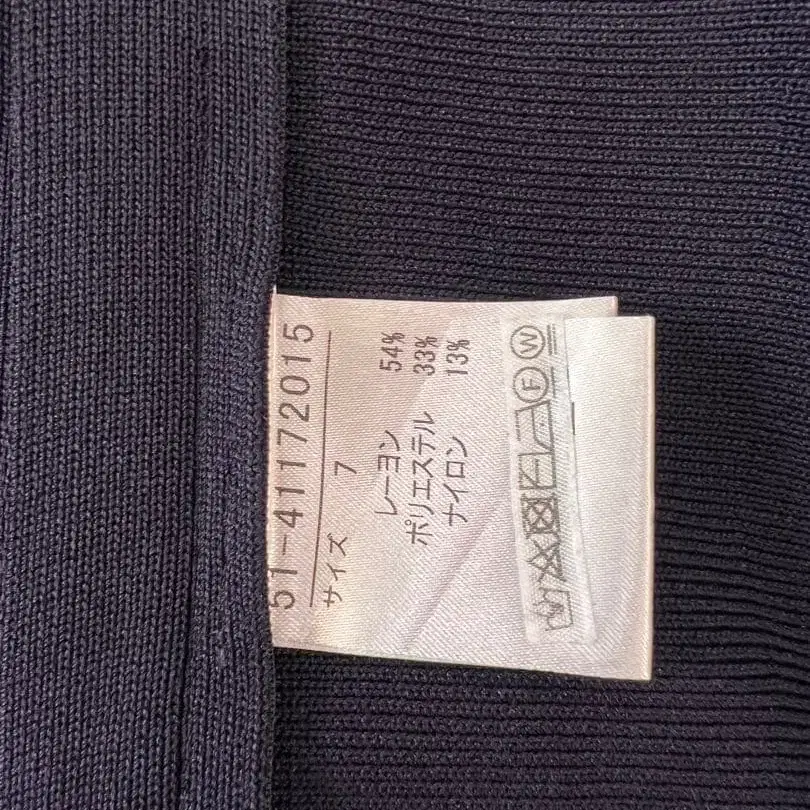 51-41172015
サイズ 7
レーヨン 54%
ポリエステル 33%
ナイロン 13%
F W